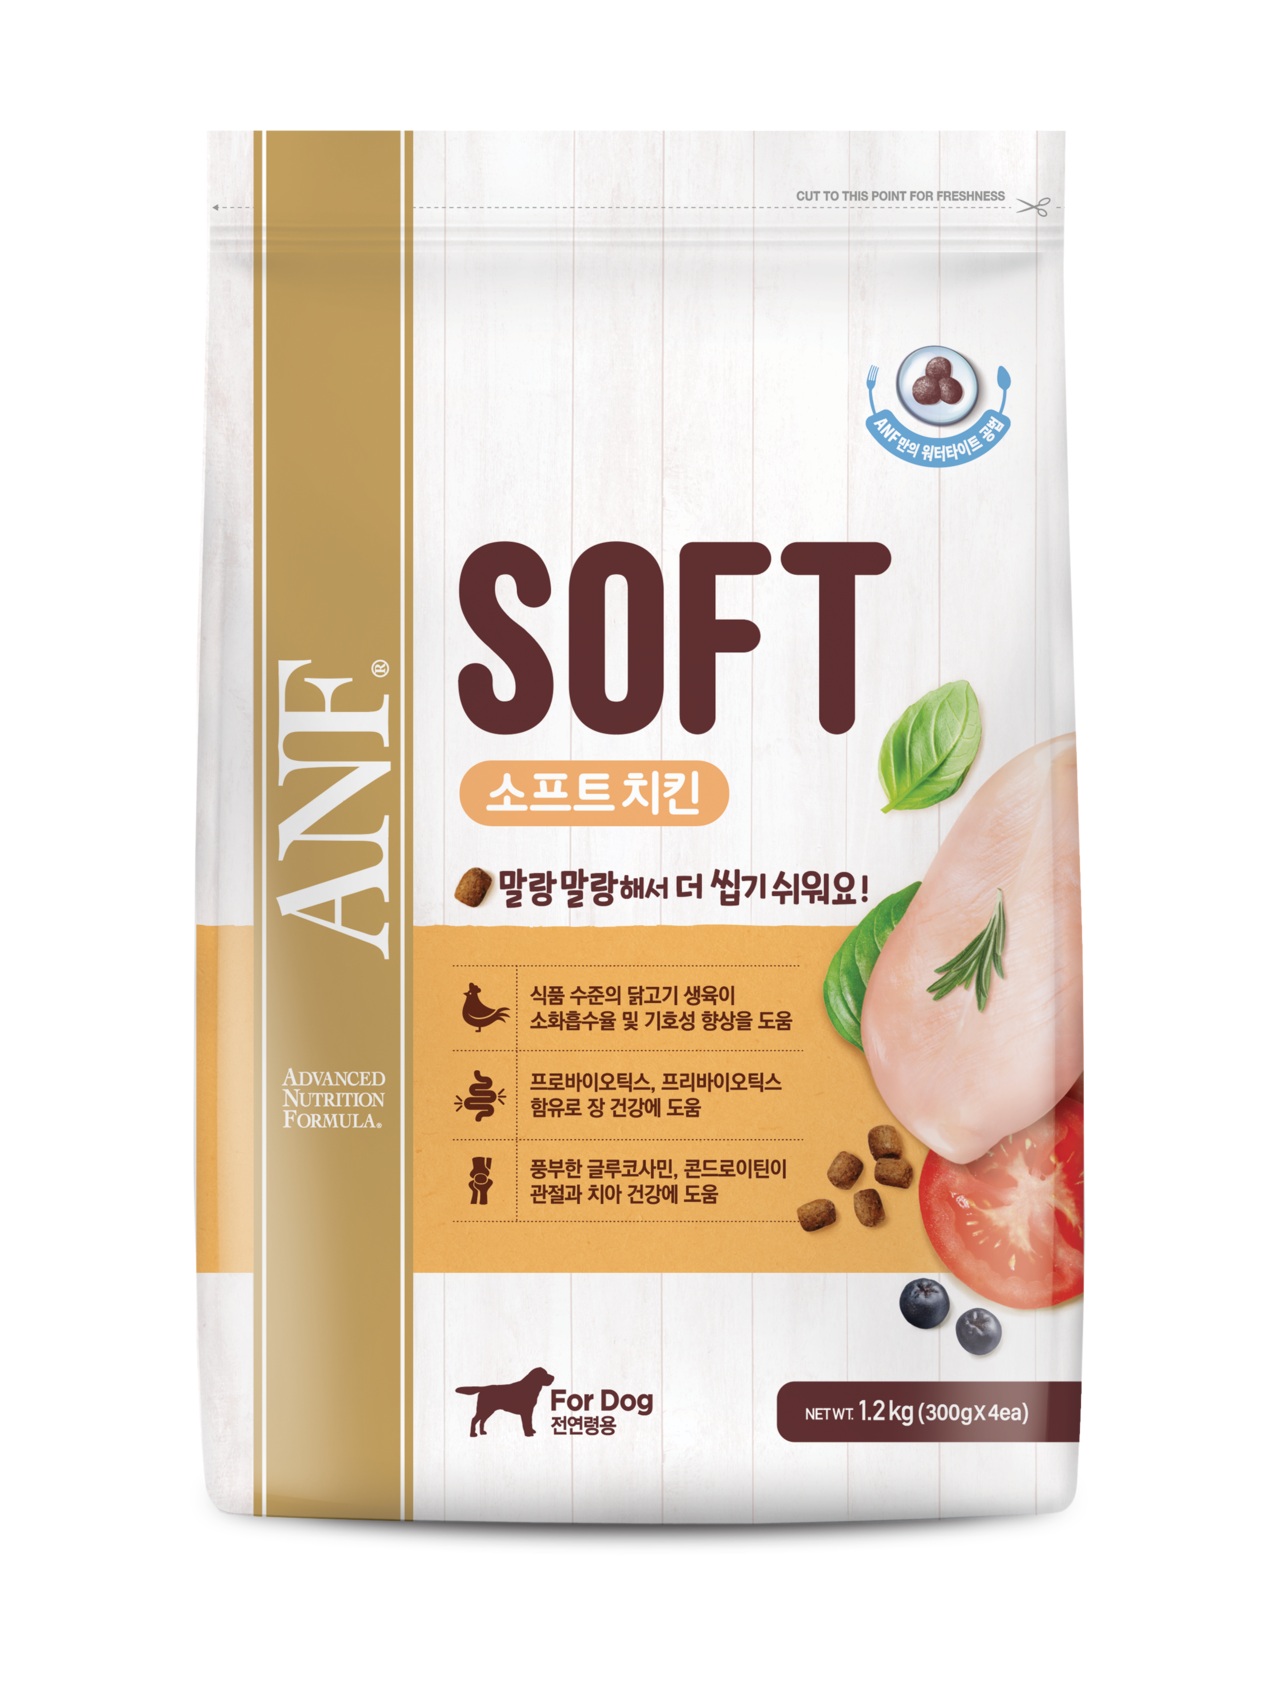 CUT TO THIS POINT FOR FRESHNESS
ANF만의 워터타이트 공법
SOFT
소프트 치킨
말랑말랑해서 더 씹기 쉬워요!
ANF®
ADVANCED
NUTRITION
FORMULA®
식품 수준의 닭고기 생육이
소화흡수율 및 기호성 향상을 도움
프로바이오틱스, 프리바이오틱스
함유로 장 건강에 도움
풍부한 글루코사민, 콘드로이틴이
관절과 치아 건강에 도움
For Dog
전연령용
NET WT. 1.2 kg (300gX4ea)